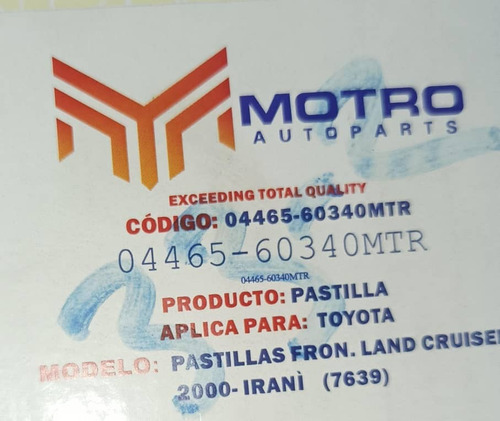 MOTRO
AUTOPARTS
EXCEEDING TOTAL QUALITY
CÓDIGO: 04465-60340MTR
04465-60340MTR
04465-60340MTR
PRODUCTO: PASTILLA
APLICA PARA: TOYOTA
MODELO: PASTILLAS FRON. LAND CRUISE
2000-IRANÌ (7639)